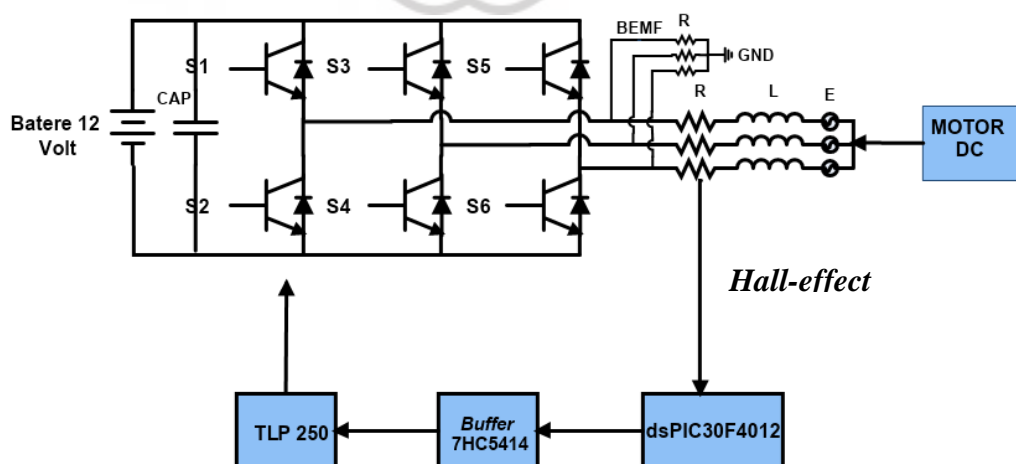 BEMF
R
GND
S1
S3
S5
CAP
R
L
E
Batere 12
Volt
MOTOR
DC
S2
S4
S6
Hall-effect
TLP 250
Buffer
7HC5414
dsPIC30F4012